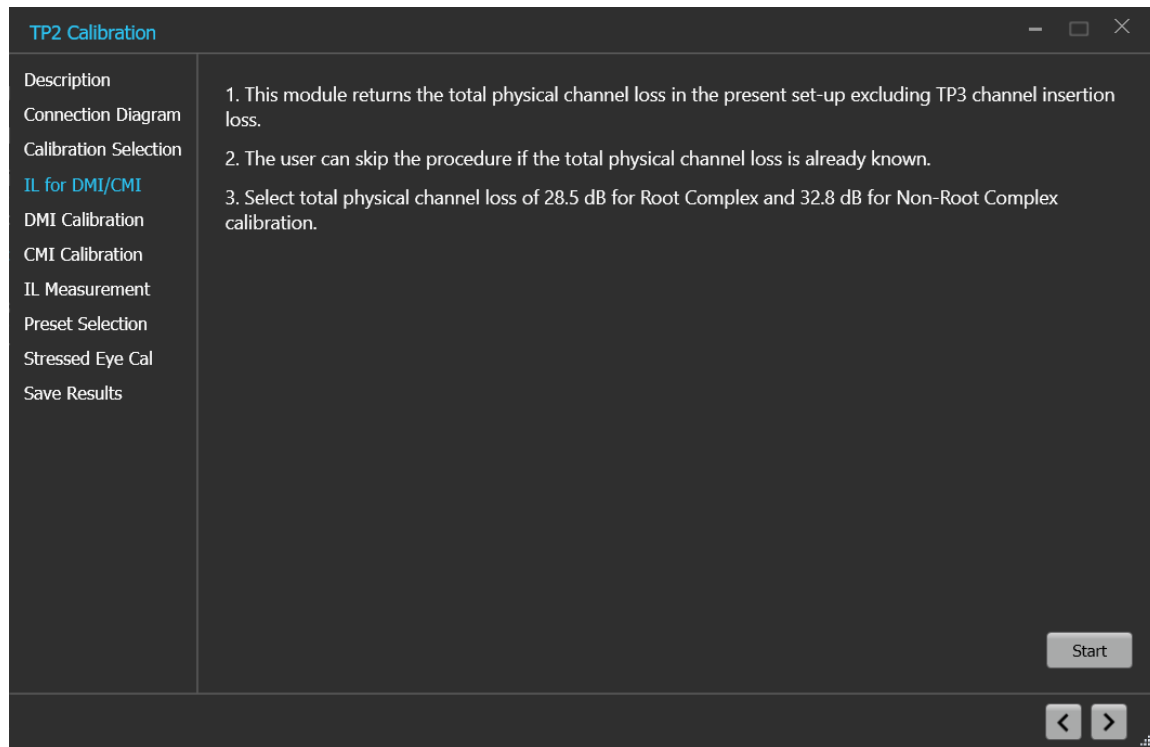 TP2 Calibration
Description
Connection Diagram
Calibration Selection
IL for DMI/CMI
DMI Calibration
CMI Calibration
IL Measurement
Preset Selection
Stressed Eye Cal
Save Results
1. This module returns the total physical channel loss in the present set-up excluding TP3 channel insertion
loss.
2. The user can skip the procedure if the total physical channel loss is already known.
3. Select total physical channel loss of 28.5 dB for Root Complex and 32.8 dB for Non-Root Complex
calibration.
Start